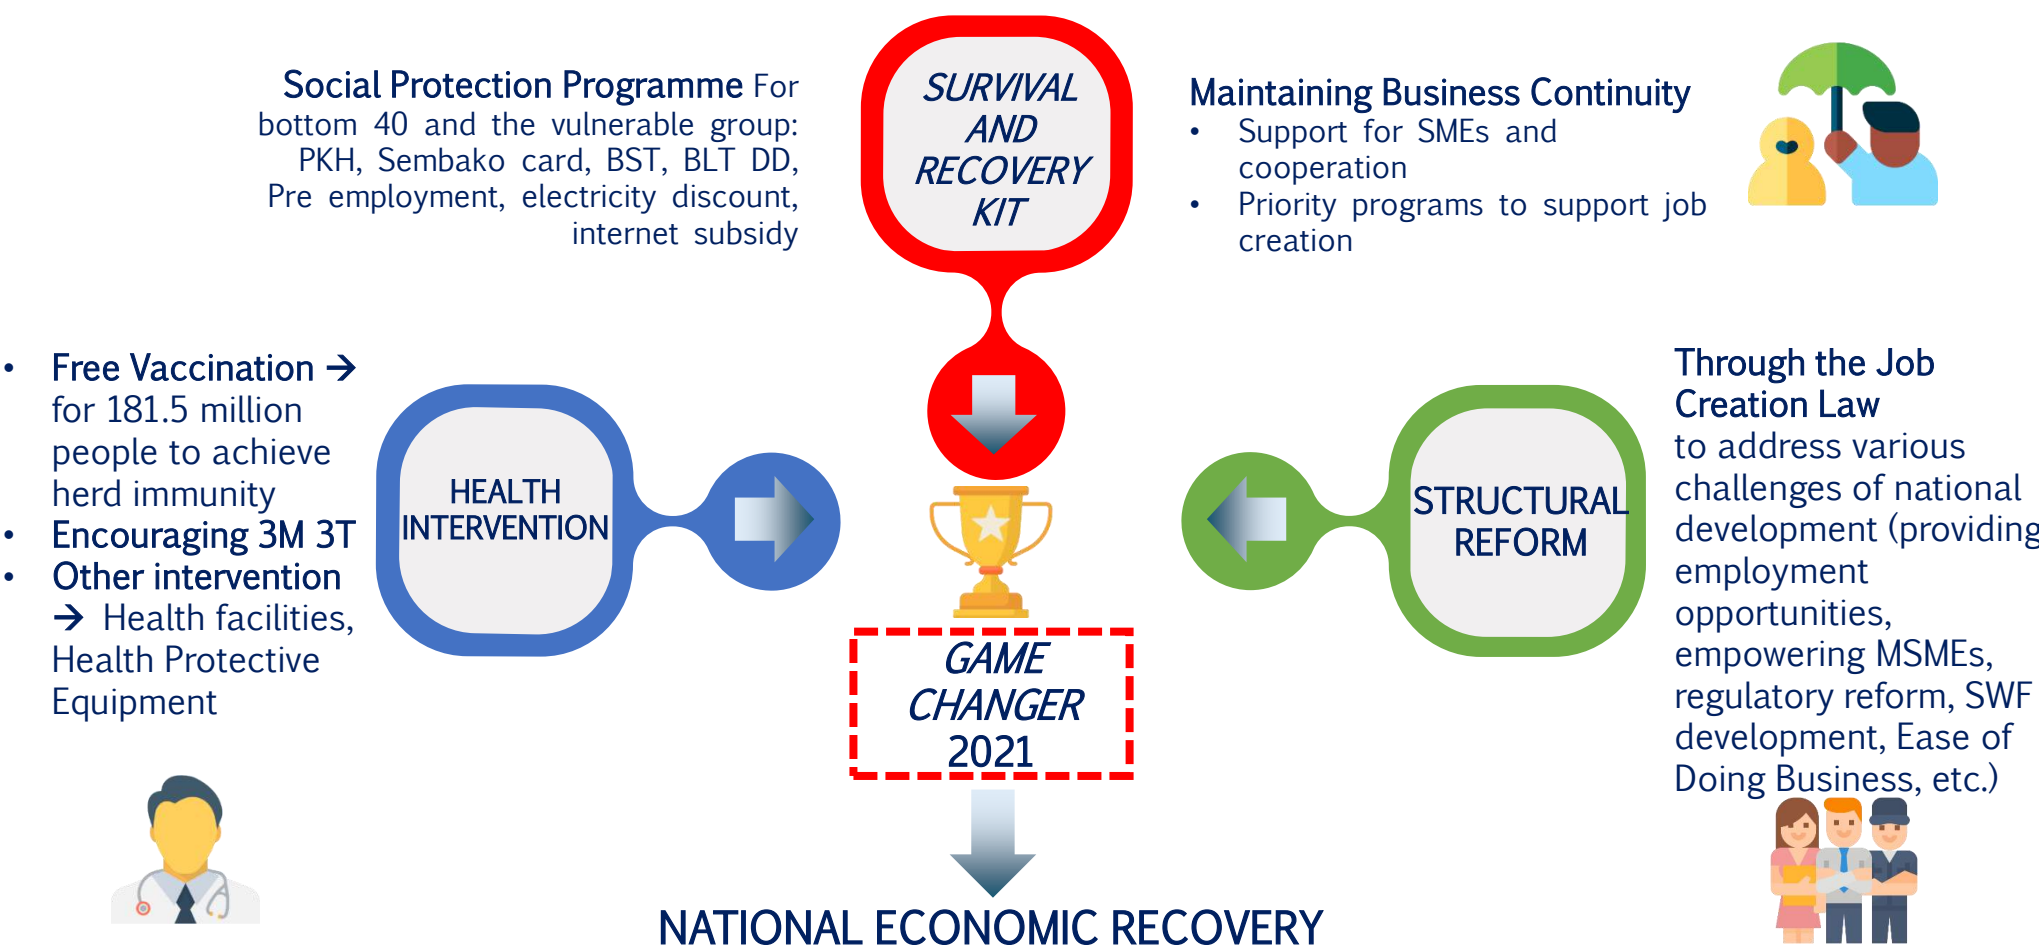 Social Protection Programme For
bottom 40 and the vulnerable group:
PKH, Sembako card, BST, BLT DD,
Pre employment, electricity discount,
internet subsidy
SURVIVAL
AND
RECOVERY
KIT
Maintaining Business Continuity
• Support for SMEs and
cooperation
• Priority programs to support job
creation
• Free Vaccination →
for 181.5 million
people to achieve
herd immunity
• Encouraging 3M 3T
• Other intervention
→ Health facilities,
Health Protective
Equipment
HEALTH
INTERVENTION
STRUCTURAL
REFORM
Through the Job
Creation Law
to address various
challenges of national
development (providing
employment
opportunities,
empowering MSMEs,
regulatory reform, SWF
development, Ease of
Doing Business, etc.)
GAME
CHANGER
2021
NATIONAL ECONOMIC RECOVERY